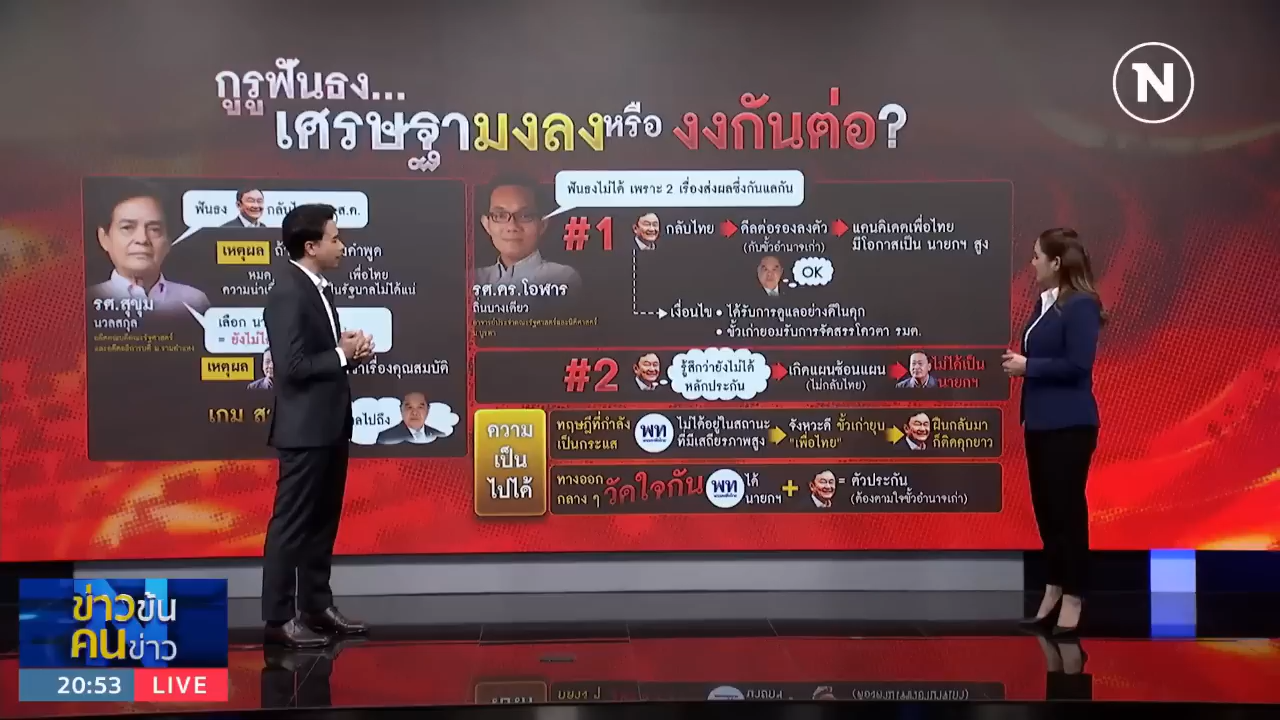 N
กูรูฟันธง...
เศรษฐามงลงหรือ งงกันต่อ?
ฟันธง
เหตุผล
คำพูด
เพื่อไทย
รศ.สุขุม
นวลสกุล
= ยังไม่
เหตุผล
เรื่องคุณสมบัติ
เกม
ฟันธงไม่ได้ เพราะ 2 เรื่องส่งผลซึ่งกันแลกัน
#1
กลับไทย
ดีลต่อรองลงตัว
(กับขั้วอำนาจเก่า)
แคนดิเดตเพื่อไทย
มีโอกาสเป็น นายกฯ สูง
OK
รศ.ดร.โอฬาร
ถิ่นบางเตียว
เงื่อนไข • ได้รับการดูแลอย่างดีในคุก
• ขั้วเก่ายอมรับการจัดสรรโควตา รมต.
#2
รู้สึกว่ายังไม่ได้
หลักประกัน
เกิดแผนซ้อนแผน
(ไม่กลับไทย)
ไม่ได้เป็น
นายกฯ
ความ
เป็น
ไปได้
ทฤษฎีที่กำลัง
เป็นกระแส
พท
ไม่ได้อยู่ในสถานะ
ที่มีเสถียรภาพสูง
จังหวะดี ขั้วเก่ายุบ
"เพื่อไทย"
ฝืนกลับมา
ก็ติดคุกยาว
ทางออก
กลาง ๆ
วัดใจกัน
พท
ได้
นายกฯ
+
= ตัวประกัน
(ต้องตามใจขั้วอำนาจเก่า)
ข่าวข้น
คนข่าว
20:53 LIVE